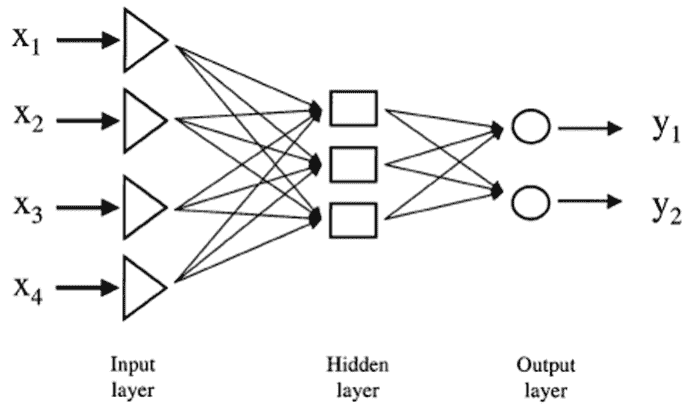 x₁
x₂
x₃
x₄
y₁
y₂
Input layer
Hidden layer
Output layer